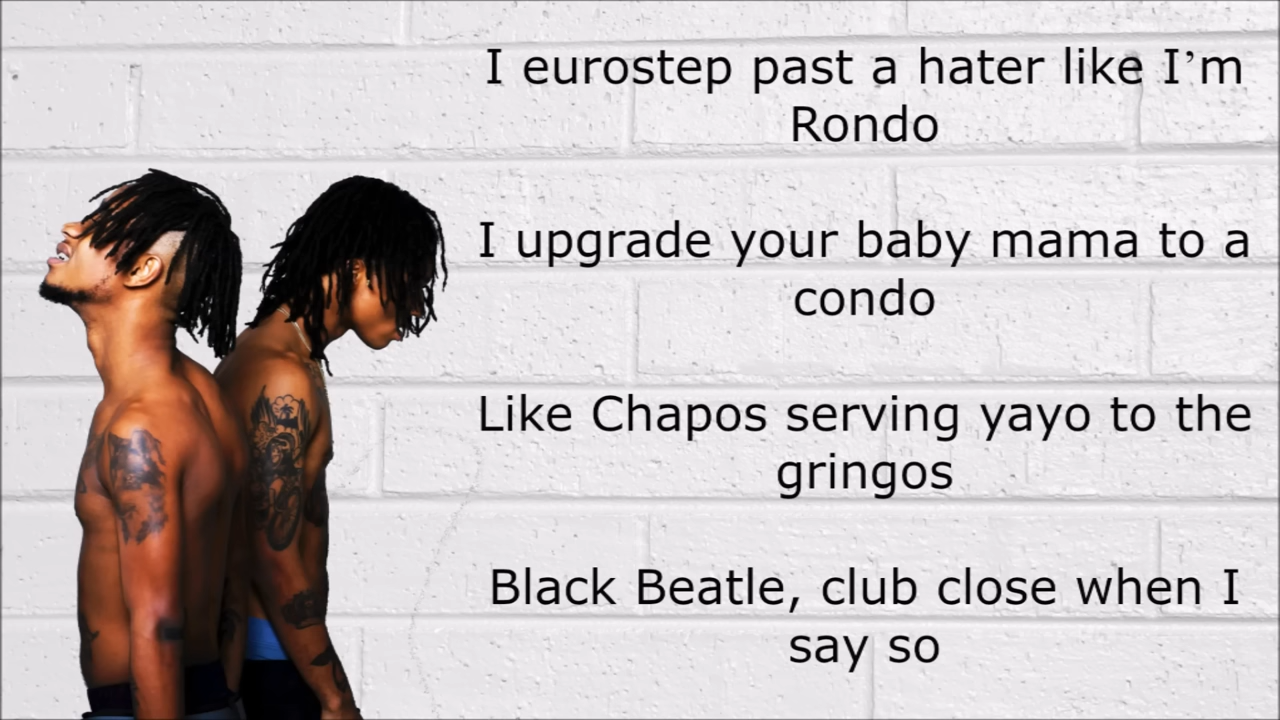 I eurostep past a hater like I’m
Rondo
I upgrade your baby mama to a
condo
Like Chapos serving yayo to the
gringos
Black Beatle, club close when I
say so